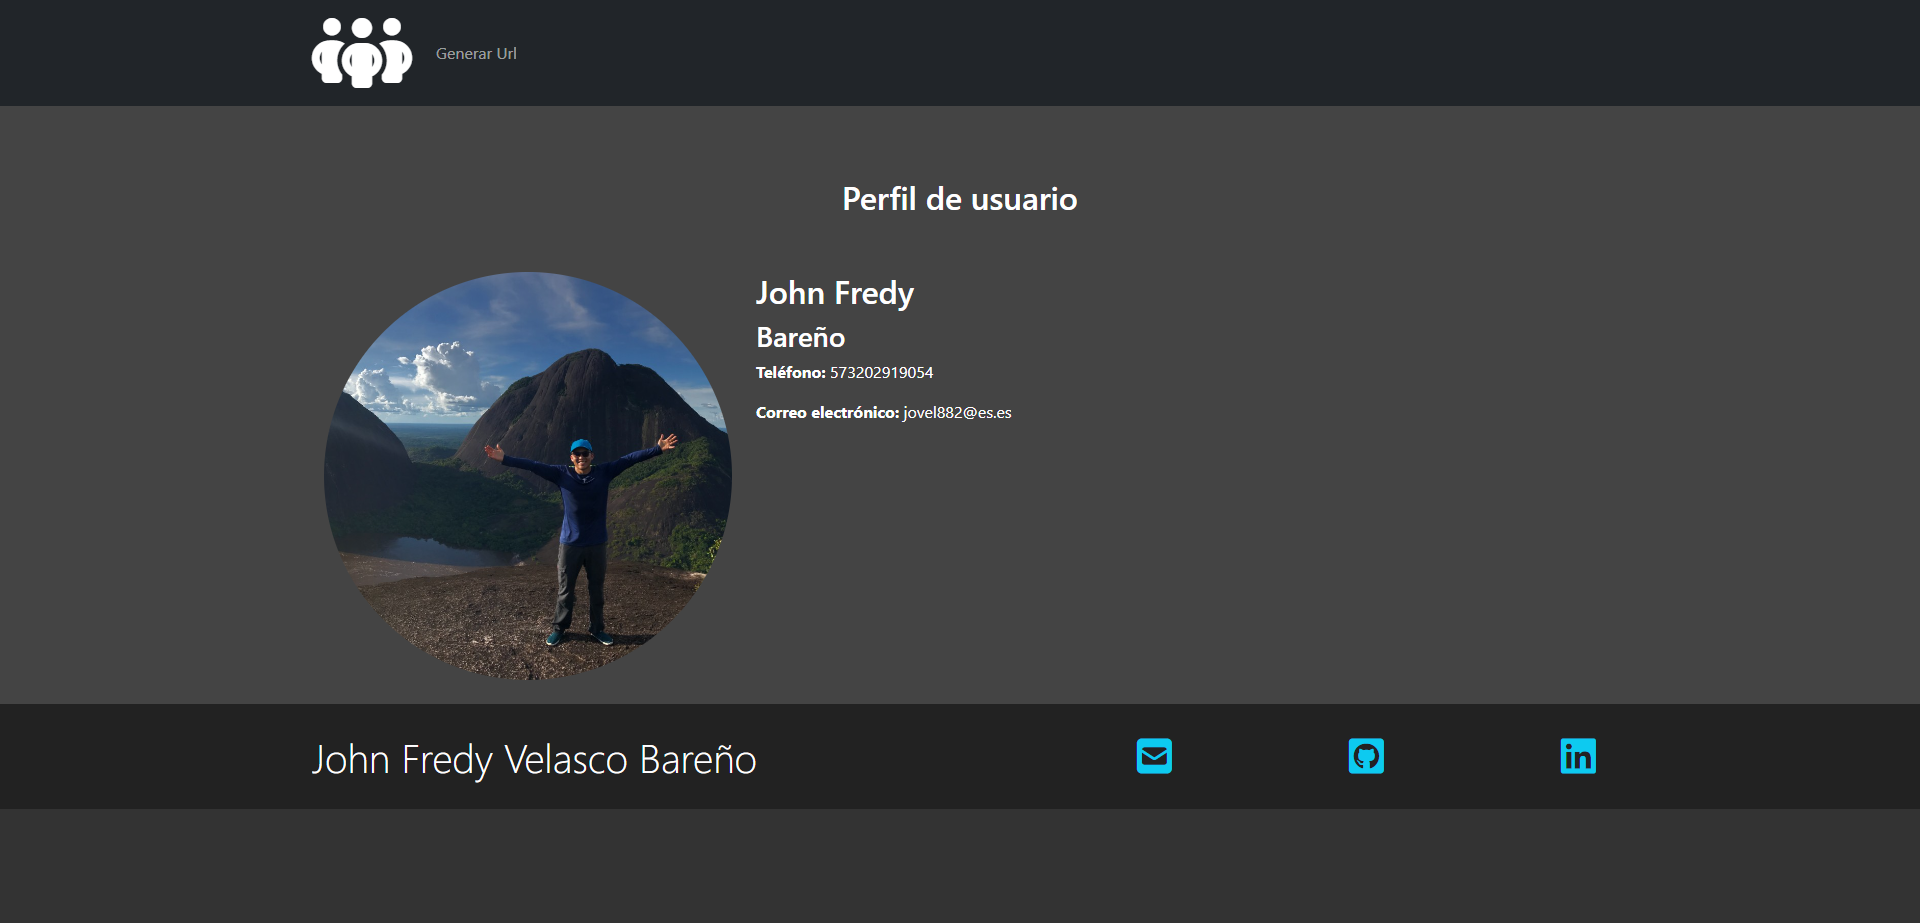 Generar Url
Perfil de usuario
John Fredy
Bareño
Teléfono: 573202919054
Correo electrónico: jovel882@es.es
John Fredy Velasco Bareño
in